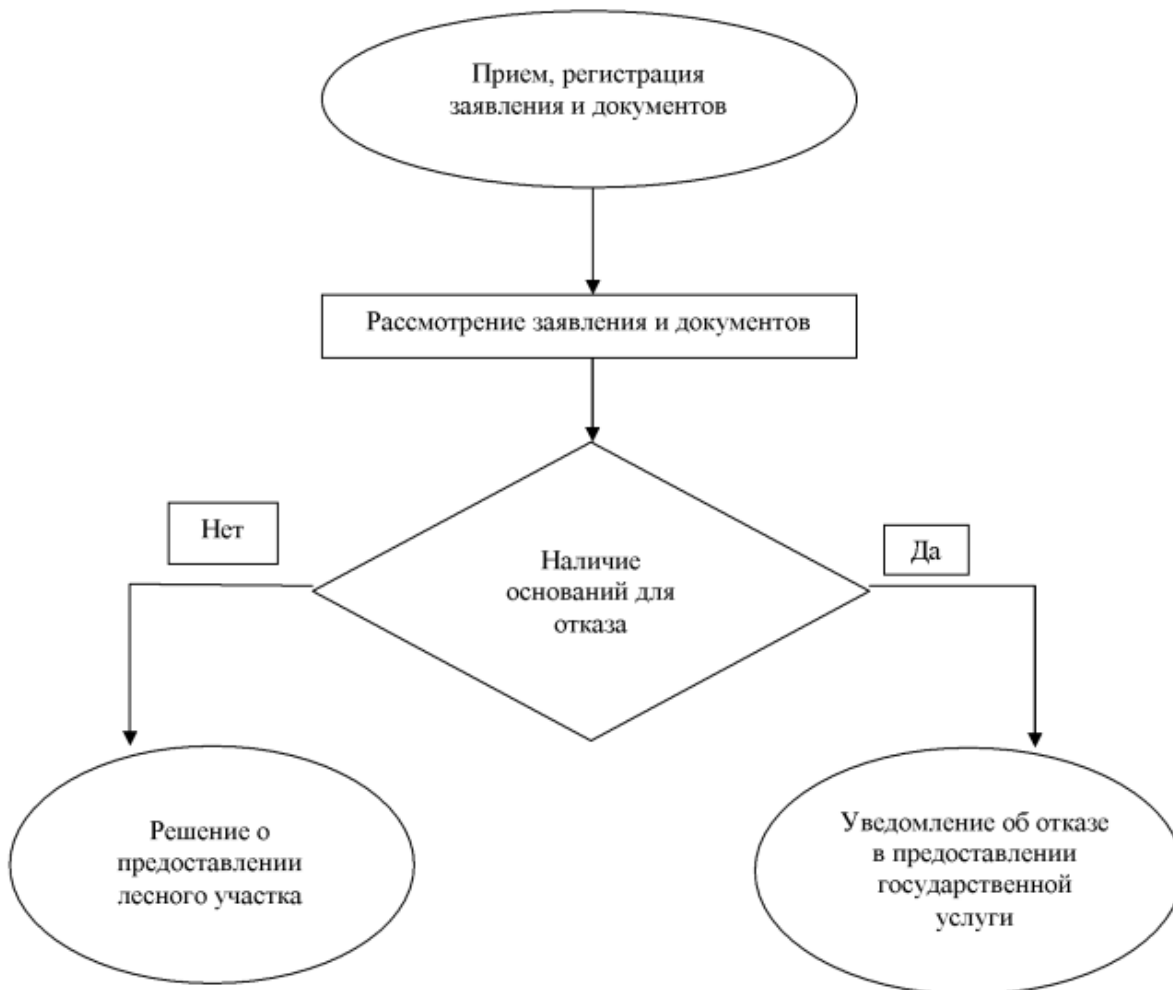 Прием, регистрация
заявления и документов
Рассмотрение заявления и документов
Нет
Да
Наличие
оснований для
отказа
Решение о
предоставлении
лесного участка
Уведомление об отказе
в предоставлении
государственной
услуги